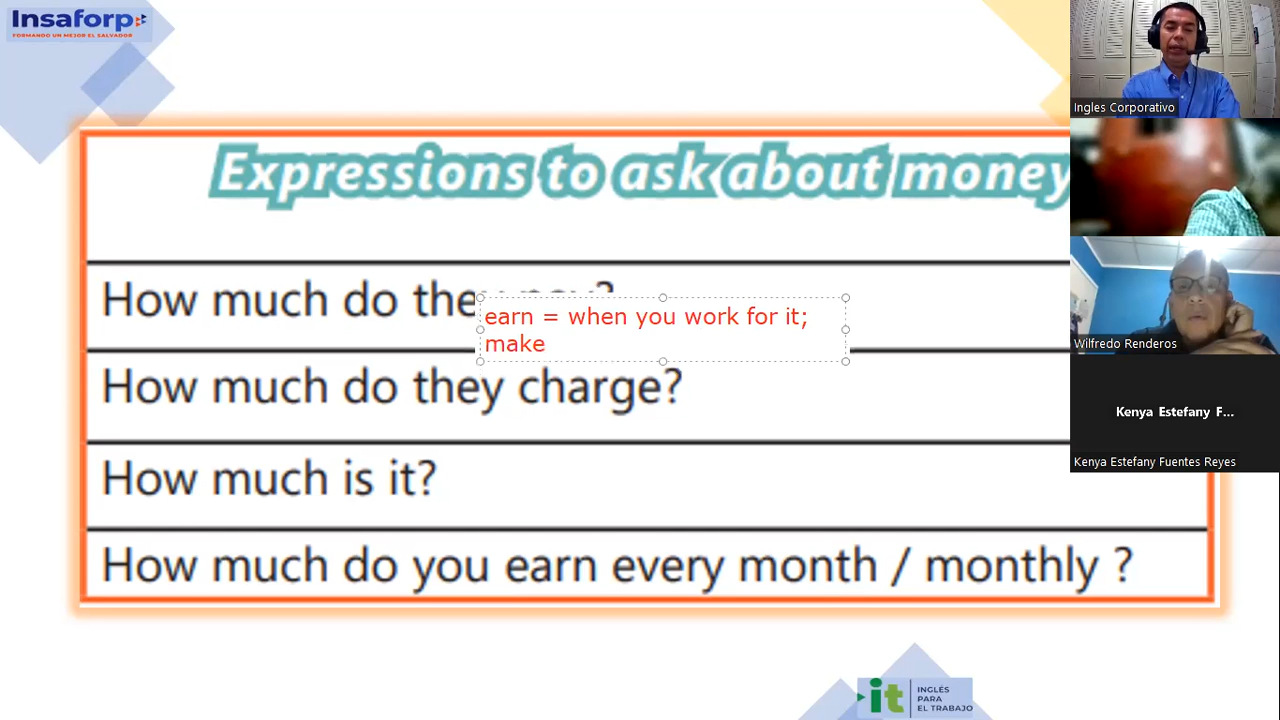 Insaforp
FORMANDO UN MEJOR EL SALVADOR
Expressions to ask about money
How much do they pay?
earn = when you work for it;
make
How much do they charge?
How much is it?
How much do you earn every month / monthly ?
Ingles Corporativo
Wilfredo Renderos
Kenya Estefany F...
Kenya Estefany Fuentes Reyes
it
INGLÉS
PARA
EL TRABAJO